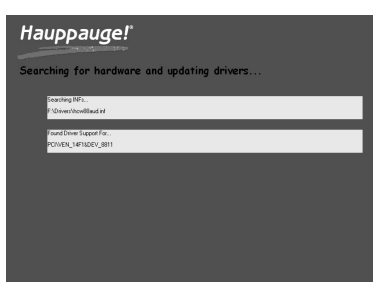 Hauppauge!®
Searching for hardware and updating drivers...
Searching INFs...
F:\Drivers\hcw88aud.inf
Found Driver Support For...
PCI\VEN_14F1&DEV_8811